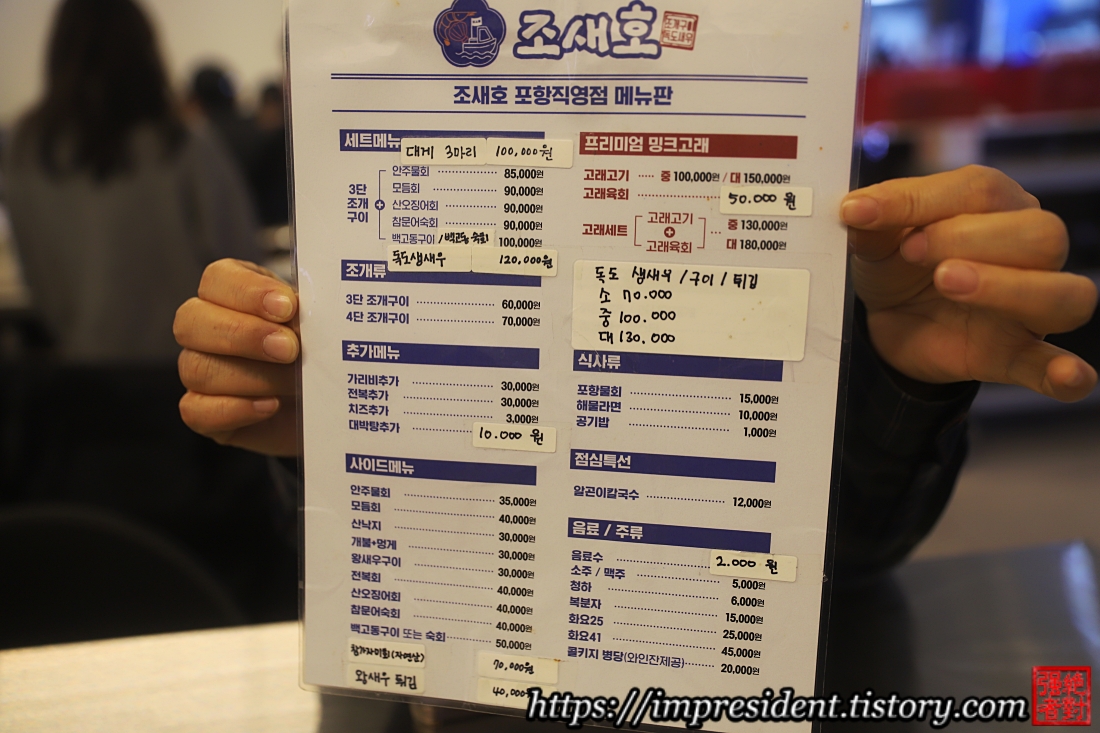 조새호
조개구이
독도새우
조새호 포항직영점 메뉴판
세트메뉴
대게 3마리 100,000원
3단
조개
구이
안주물회 85,000원
모듬회 90,000원
산오징어회 90,000원
참문어숙회 90,000원
백고동구이 / 백고동 숙회 100,000원
독도새우 120,000원
조개류
3단 조개구이 60,000원
4단 조개구이 70,000원
추가메뉴
가리비추가 30,000원
전복추가 30,000원
치즈추가 3,000원
대박탕추가 10.000 원
사이드메뉴
안주물회 35,000원
모듬회 40,000원
산낙지 30,000원
개불+멍게 30,000원
왕새우구이 30,000원
전복회 40,000원
산오징어회 40,000원
참문어숙회 40,000원
백고동구이 또는 숙회 50,000원
참가자미회(자연산) 70,000원
왕새우 튀김 40,000원
프리미엄 밍크고래
고래고기 중 100,000원 / 대 150,000원
고래육회 50.000 원
고래세트
고래고기
+
고래육회
중 130,000원
대 180,000원
독도 생새우 / 구이 / 튀김
소 70.000
중 100.000
대 130.000
식사류
포항물회 15,000원
해물라면 10,000원
공기밥 1,000원
점심특선
알곤이칼국수 12,000원
음료 / 주류
음료수 2.000 원
소주 / 맥주 5,000원
청하 6,000원
복분자 15,000원
화요25 25,000원
화요41 45,000원
콜키지 병당(와인잔제공) 20,000원
https://impresident.tistory.com